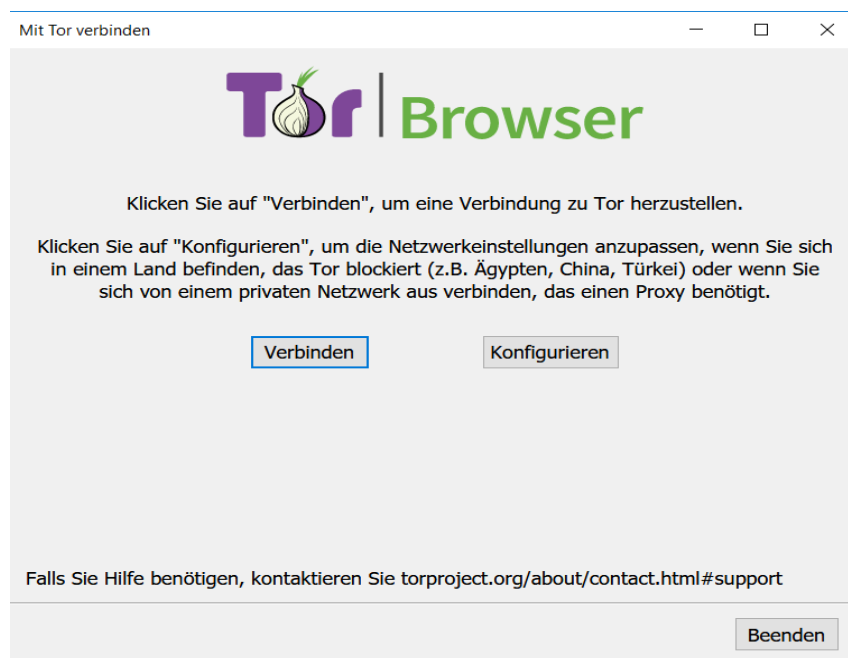 Mit Tor verbinden
Tor Browser
Klicken Sie auf "Verbinden", um eine Verbindung zu Tor herzustellen.
Klicken Sie auf "Konfigurieren", um die Netzwerkeinstellungen anzupassen, wenn Sie sich
in einem Land befinden, das Tor blockiert (z.B. Ägypten, China, Türkei) oder wenn Sie
sich von einem privaten Netzwerk aus verbinden, das einen Proxy benötigt.
Verbinden Konfigurieren
Falls Sie Hilfe benötigen, kontaktieren Sie torproject.org/about/contact.html#support
Beenden